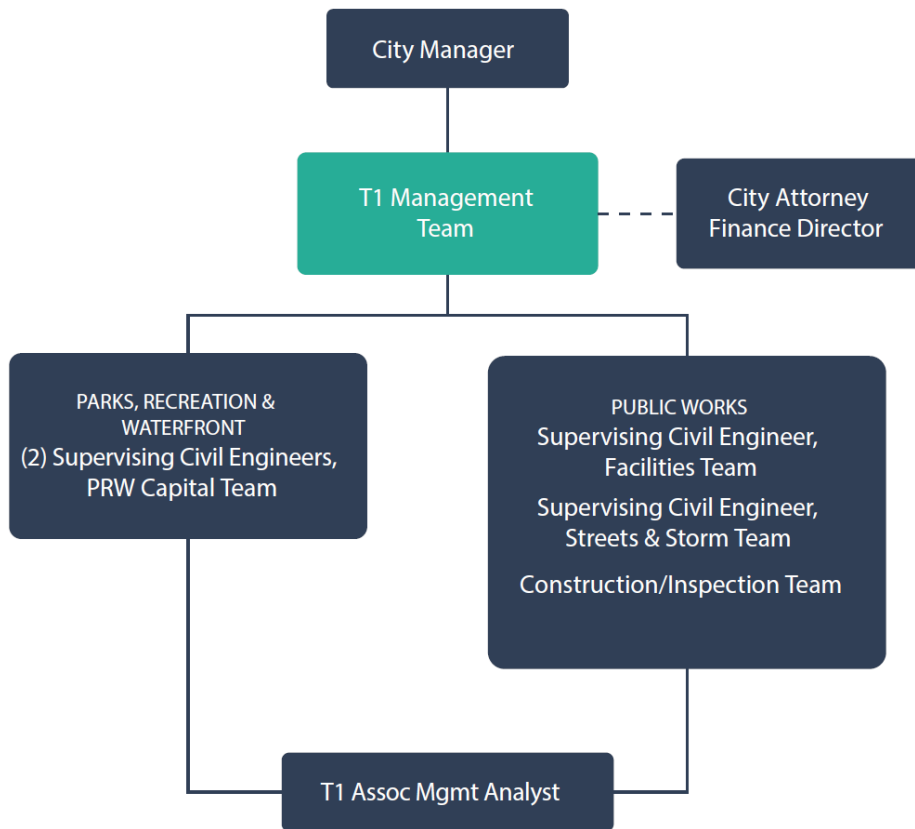 City Manager
T1 Management
Team
City Attorney
Finance Director
PARKS, RECREATION &
WATERFRONT
(2) Supervising Civil Engineers,
PRW Capital Team
PUBLIC WORKS
Supervising Civil Engineer,
Facilities Team
Supervising Civil Engineer,
Streets & Storm Team
Construction/Inspection Team
T1 Assoc Mgmt Analyst